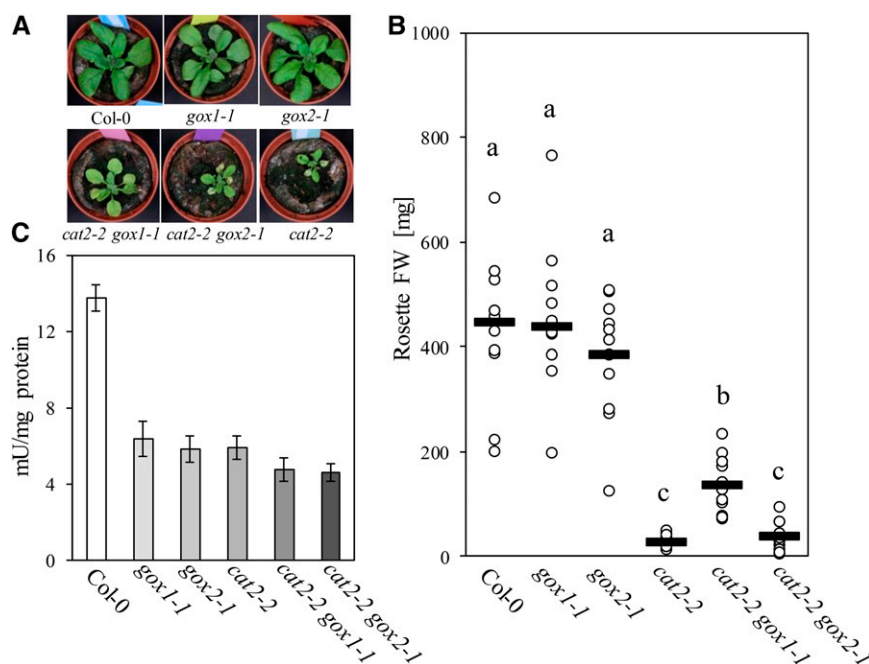 A
Col-0
gox1-1
gox2-1
cat2-2 gox1-1
cat2-2 gox2-1
cat2-2
B
Rosette FW [mg]
1000
800
600
400
200
0
a
a
a
c
b
c
Col-0
gox1-1
gox2-1
cat2-2
cat2-2 gox1-1
cat2-2 gox2-1
C
mU/mg protein
16
12
8
4
0
Col-0
gox1-1
gox2-1
cat2-2
cat2-2 gox1-1
cat2-2 gox2-1